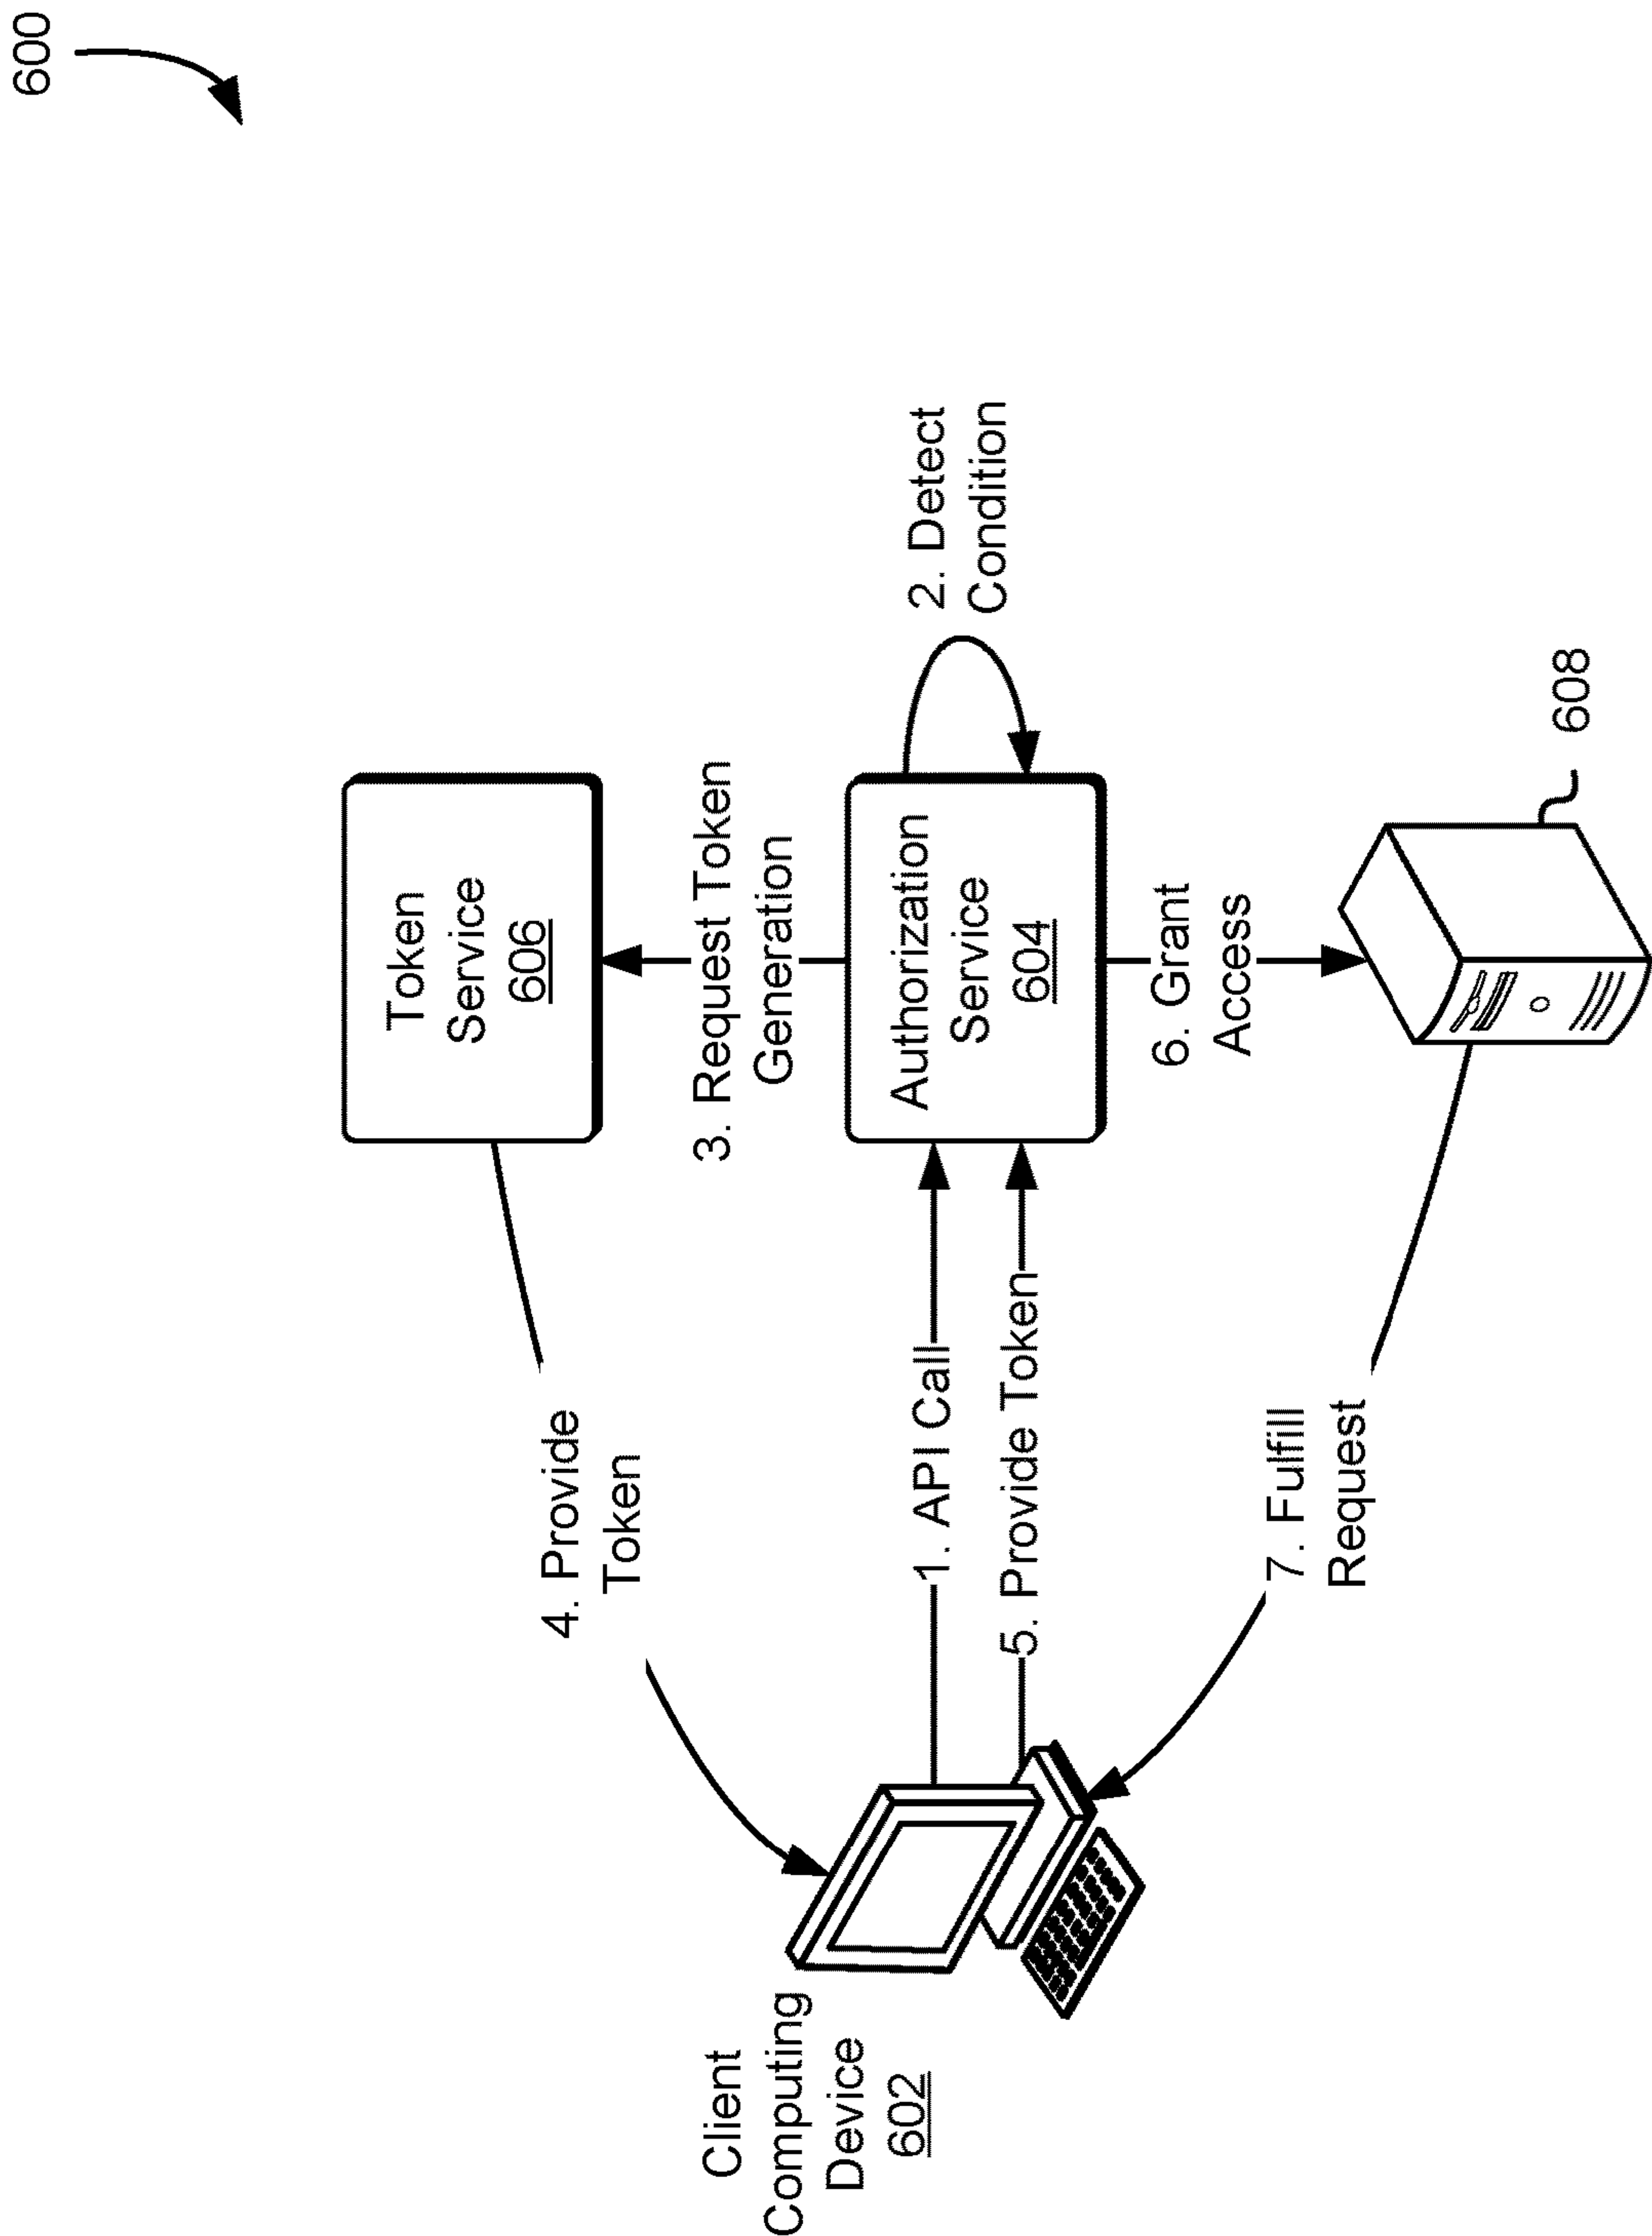 600
Token
Service
606
4. Provide
Token
3. Request Token
Generation
2. Detect
Condition
Client
Computing
Device
602
1. API Call
5. Provide Token
Authorization
Service
604
6. Grant
Access
7. Fulfill
Request
608